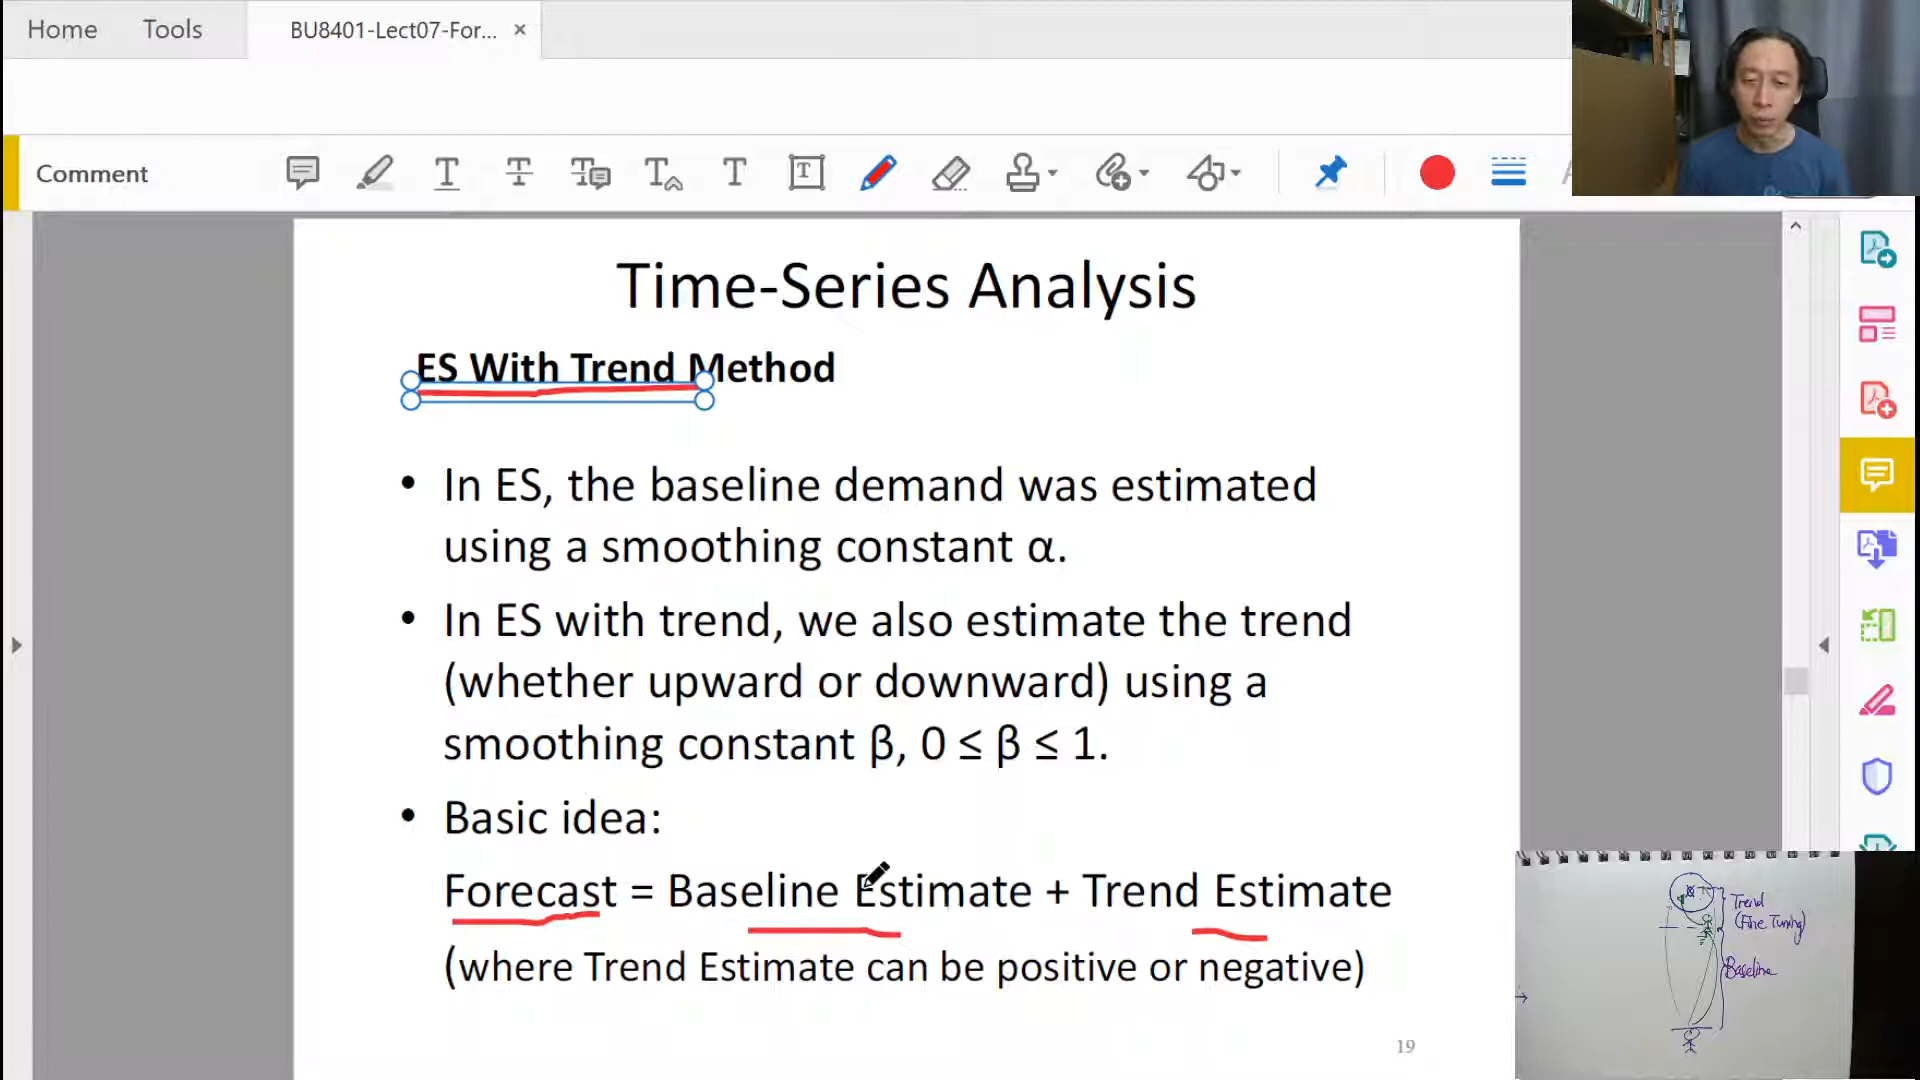 Home
Tools
BU8401-Lect07-For...
Comment
Time-Series Analysis
ES With Trend Method
• In ES, the baseline demand was estimated
using a smoothing constant α.
• In ES with trend, we also estimate the trend
(whether upward or downward) using a
smoothing constant β, 0 ≤ β ≤ 1.
• Basic idea:
Forecast = Baseline Estimate + Trend Estimate
(where Trend Estimate can be positive or negative)
19
Trend
(Fine Tuning)
Baseline